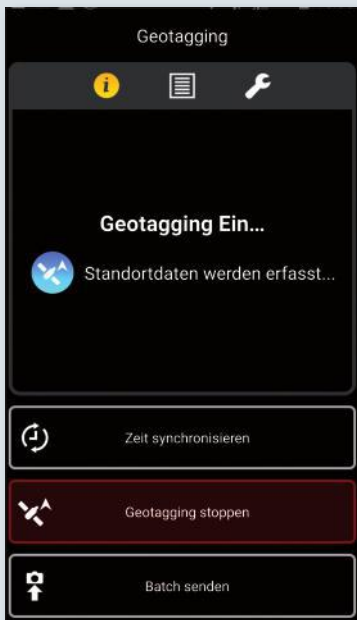 Geotagging
Geotagging Ein...
Standortdaten werden erfasst...
Zeit synchronisieren
Geotagging stoppen
Batch senden